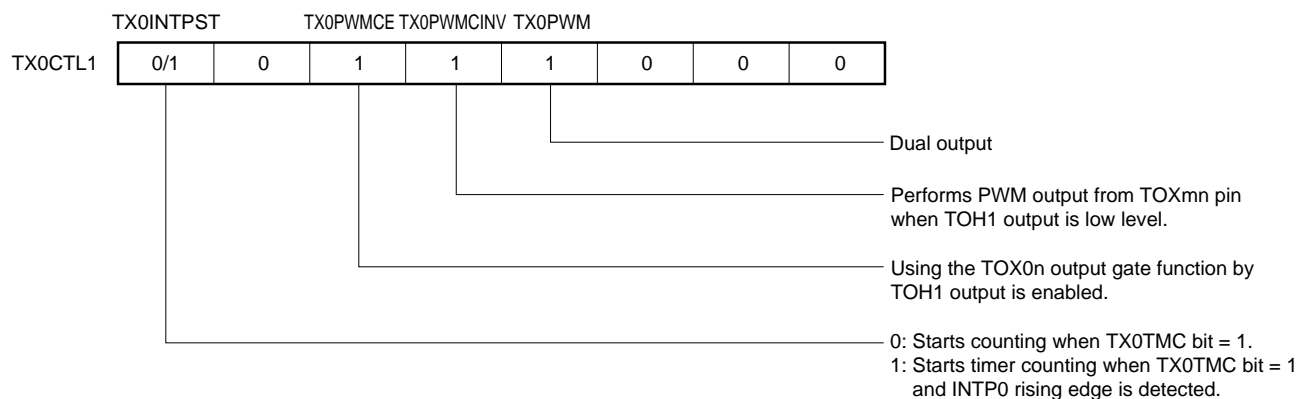 TX0INTPST TX0PWMCE TX0PWMCINV TX0PWM
TX0CTL1 0/1 0 1 1 1 0 0 0
Dual output
Performs PWM output from TOXmn pin
when TOH1 output is low level.
Using the TOX0n output gate function by
TOH1 output is enabled.
0: Starts counting when TX0TMC bit = 1.
1: Starts timer counting when TX0TMC bit = 1
and INTP0 rising edge is detected.